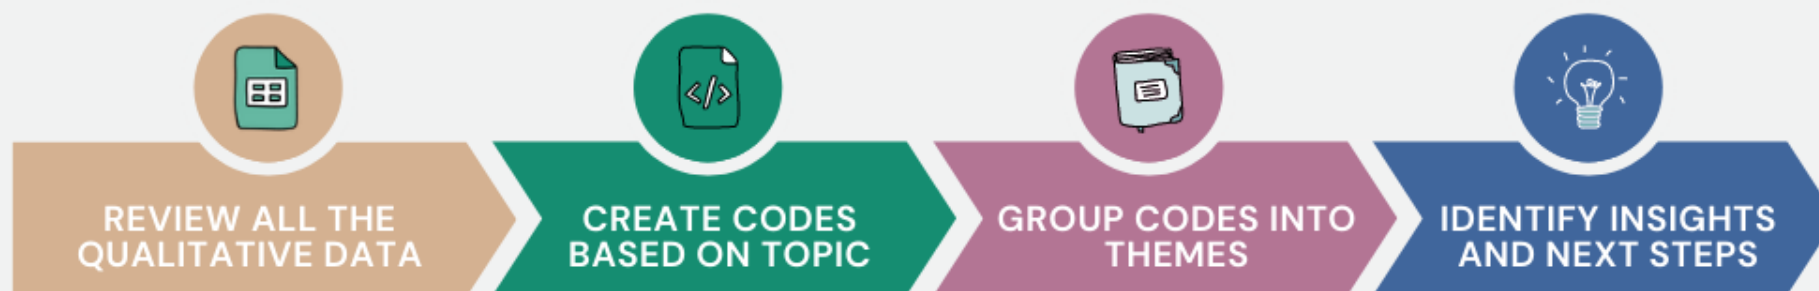 REVIEW ALL THE
QUALITATIVE DATA
CREATE CODES
BASED ON TOPIC
GROUP CODES INTO
THEMES
IDENTIFY INSIGHTS
AND NEXT STEPS